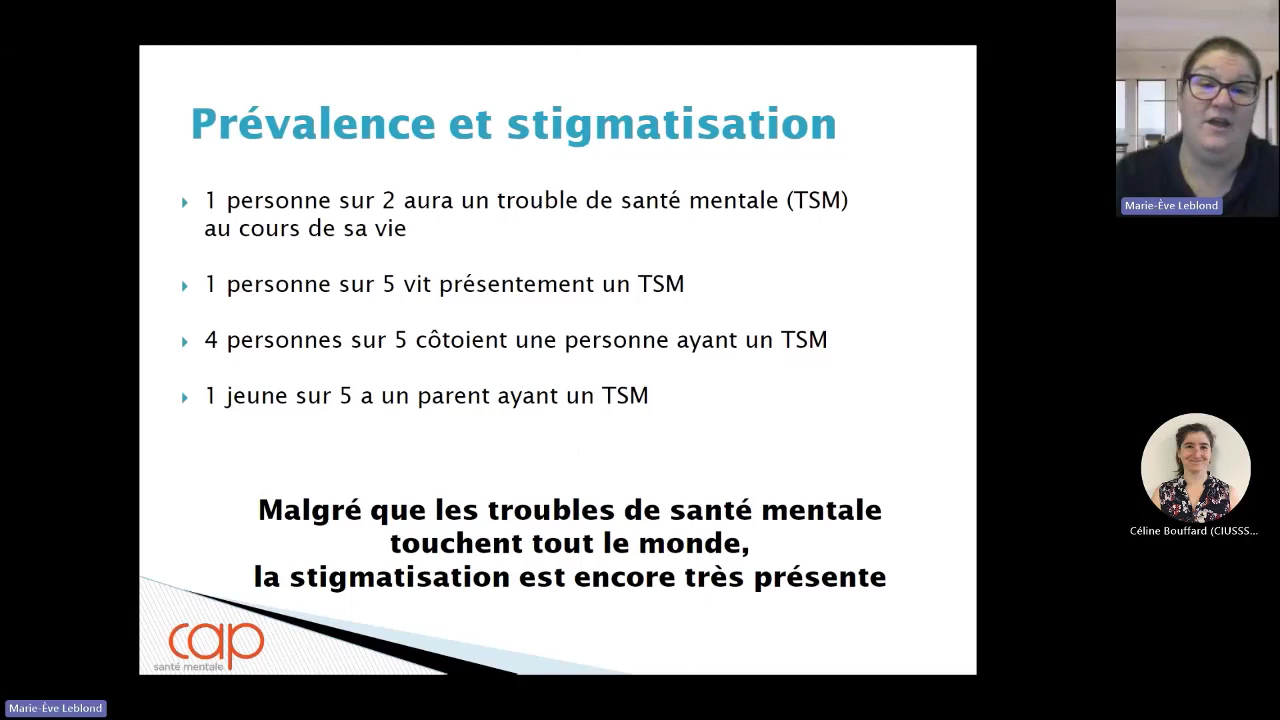 Prévalence et stigmatisation
1 personne sur 2 aura un trouble de santé mentale (TSM)
au cours de sa vie
1 personne sur 5 vit présentement un TSM
4 personnes sur 5 côtoient une personne ayant un TSM
1 jeune sur 5 a un parent ayant un TSM
Malgré que les troubles de santé mentale
touchent tout le monde,
la stigmatisation est encore très présente
cap
santé mentale
Marie-Ève Leblond
Céline Bouffard (CIUSSS...
Marie-Ève Leblond